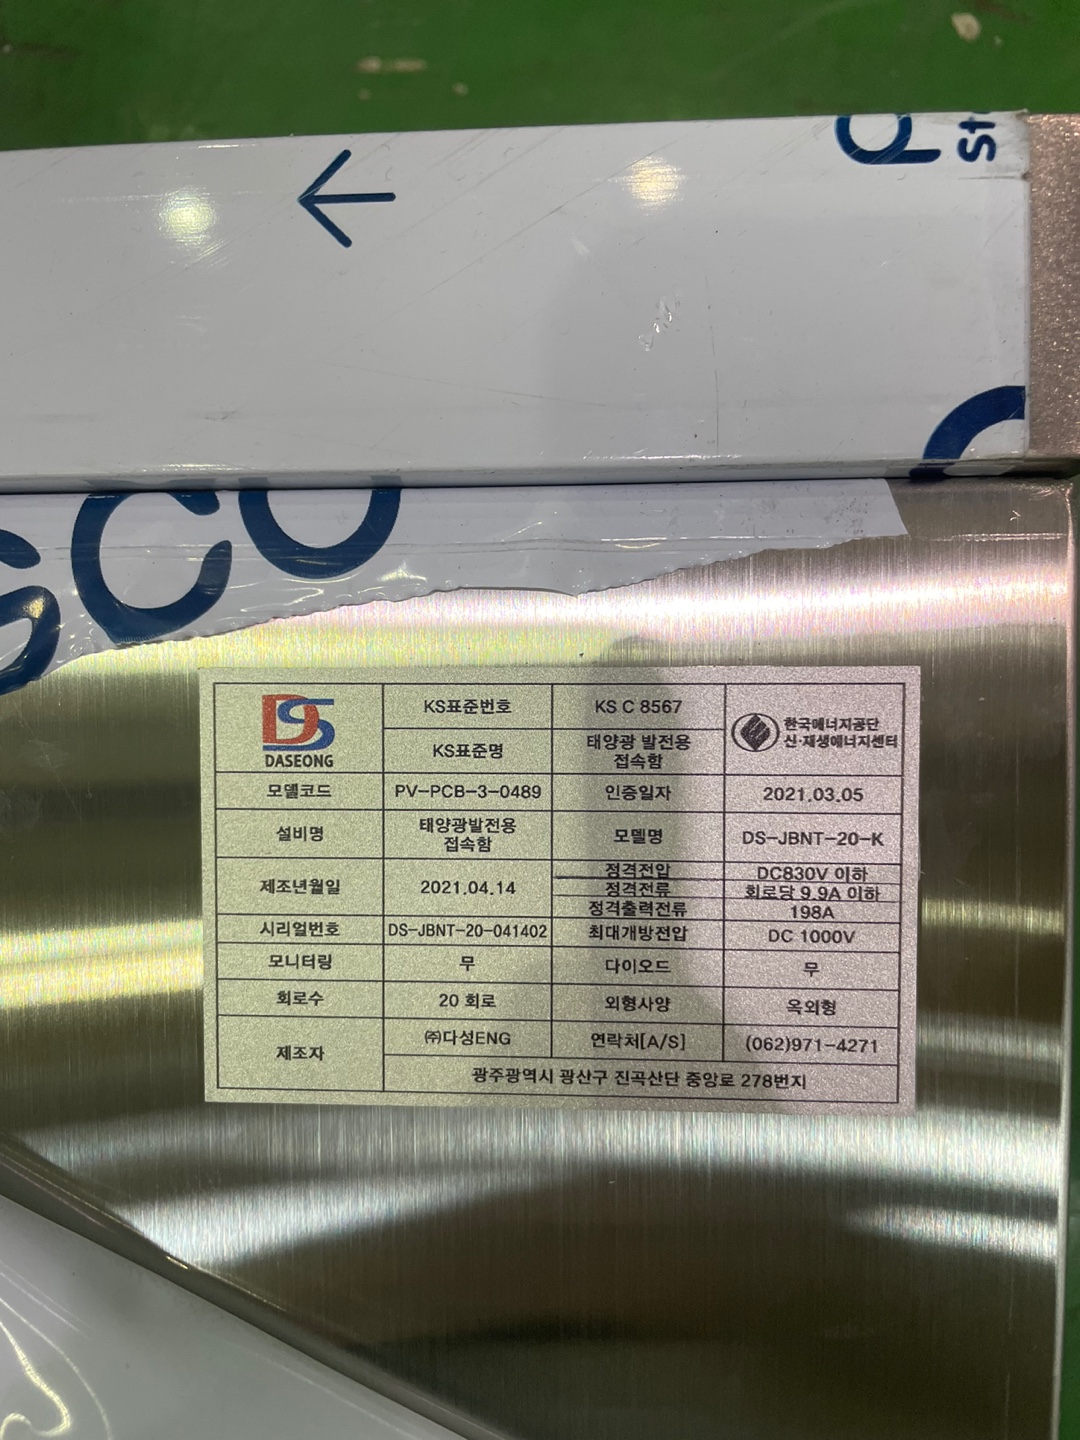 ←
DS
DASEONG
KS표준번호
KS C 8567
한국에너지공단
신·재생에너지센터
KS표준명
태양광 발전용
접속함
모델코드
PV-PCB-3-0489
인증일자
2021.03.05
설비명
태양광발전용
접속함
모델명
DS-JBNT-20-K
제조년월일
2021.04.14
정격전압
DC830V 이하
정격전류
회로당 9.9A 이하
정격출력전류
198A
시리얼번호
DS-JBNT-20-041402
최대개방전압
DC 1000V
모니터링
무
다이오드
무
회로수
20 회로
외형사양
옥외형
제조자
㈜다성ENG
연락처[A/S]
(062)971-4271
광주광역시 광산구 진곡산단 중앙로 278번지